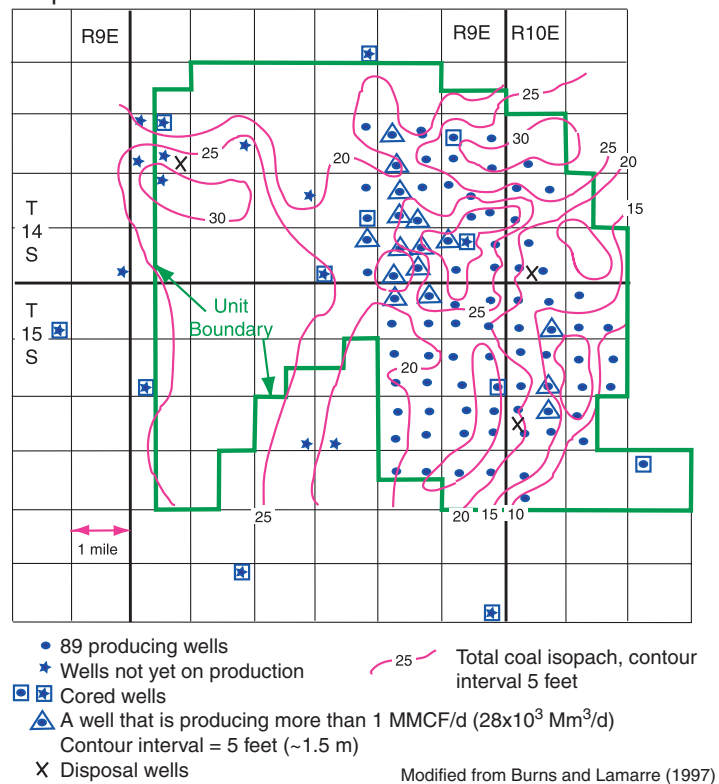 R9E
R9E
R10E
25
30
25
20
15
25
20
30
T
14
S
T
15
S
Unit
Boundary
25
20
25
20
15
10
1 mile
89 producing wells
Wells not yet on production
Cored wells
A well that is producing more than 1 MMCF/d (28x10³ Mm³/d)
Contour interval = 5 feet (~1.5 m)
X Disposal wells
25
Total coal isopach, contour
interval 5 feet
Modified from Burns and Lamarre (1997)